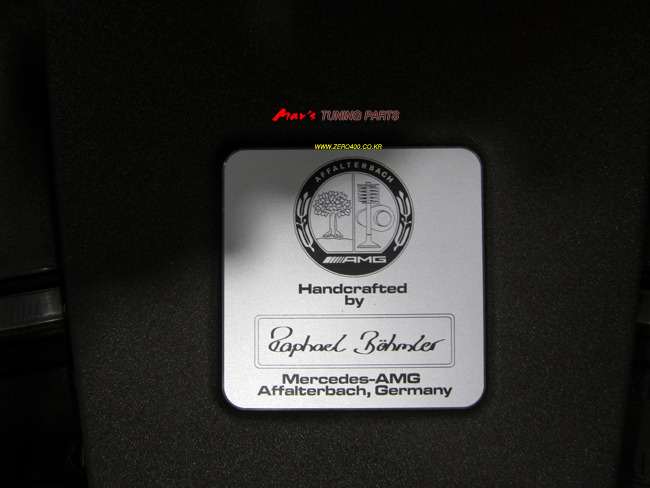 Max's TUNING PARTS
WWW.ZERO400.CO.KR
AFFALTERBACH
AMG
Handcrafted
by
Raphael Böhmler
Mercedes-AMG
Affalterbach, Germany